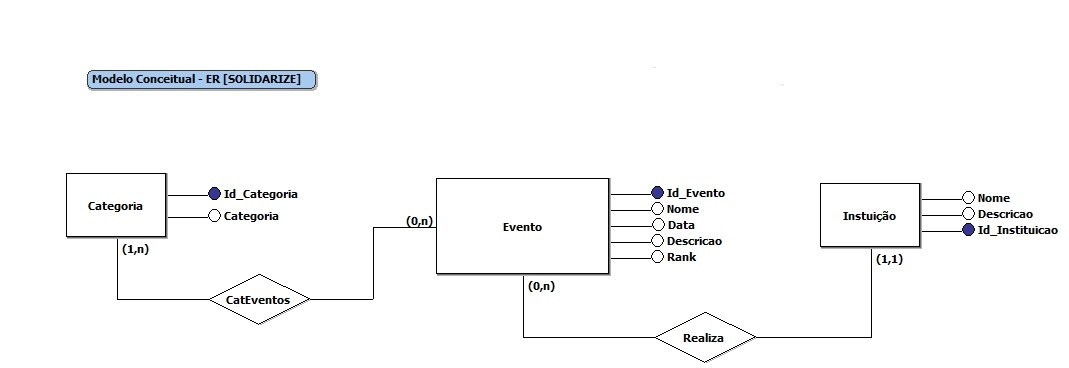 Modelo Conceitual - ER [SOLIDARIZE]
Categoria
Id_Categoria
Categoria
(1,n)
CatEventos
(0,n)
Evento
Id_Evento
Nome
Data
Descricao
Rank
(0,n)
Realiza
Instuição
Nome
Descricao
Id_Instituicao
(1,1)